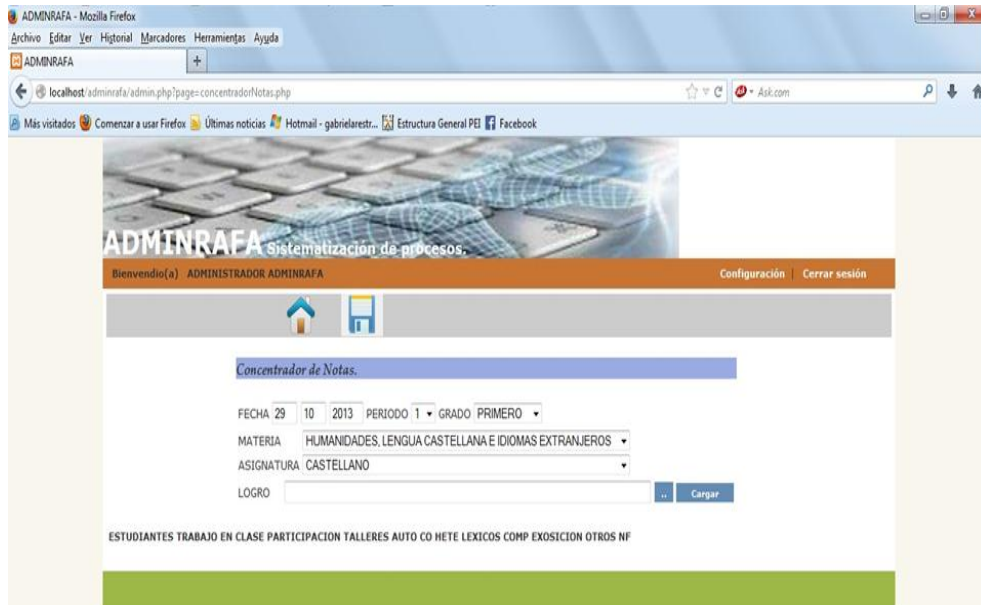 ADMINRAFA - Mozilla Firefox
Archivo Editar Ver Historial Marcadores Herramientas Ayuda
ADMINRAFA +
localhost/adminrafa/admin.php?page=concentradorNotas.php Ask.com
Más visitados Comenzar a usar Firefox Últimas noticias Hotmail - gabrielarestr... Estructura General PEI Facebook
ADMINRAFA Sistematización de procesos.
Bienvendio(a) ADMINISTRADOR ADMINRAFA Configuración | Cerrar sesión
Concentrador de Notas.
FECHA 29 10 2013 PERIODO 1 GRADO PRIMERO
MATERIA HUMANIDADES, LENGUA CASTELLANA E IDIOMAS EXTRANJEROS
ASIGNATURA CASTELLANO
LOGRO .. Cargar
ESTUDIANTES TRABAJO EN CLASE PARTICIPACION TALLERES AUTO CO HETE LEXICOS COMP EXOSICION OTROS NF